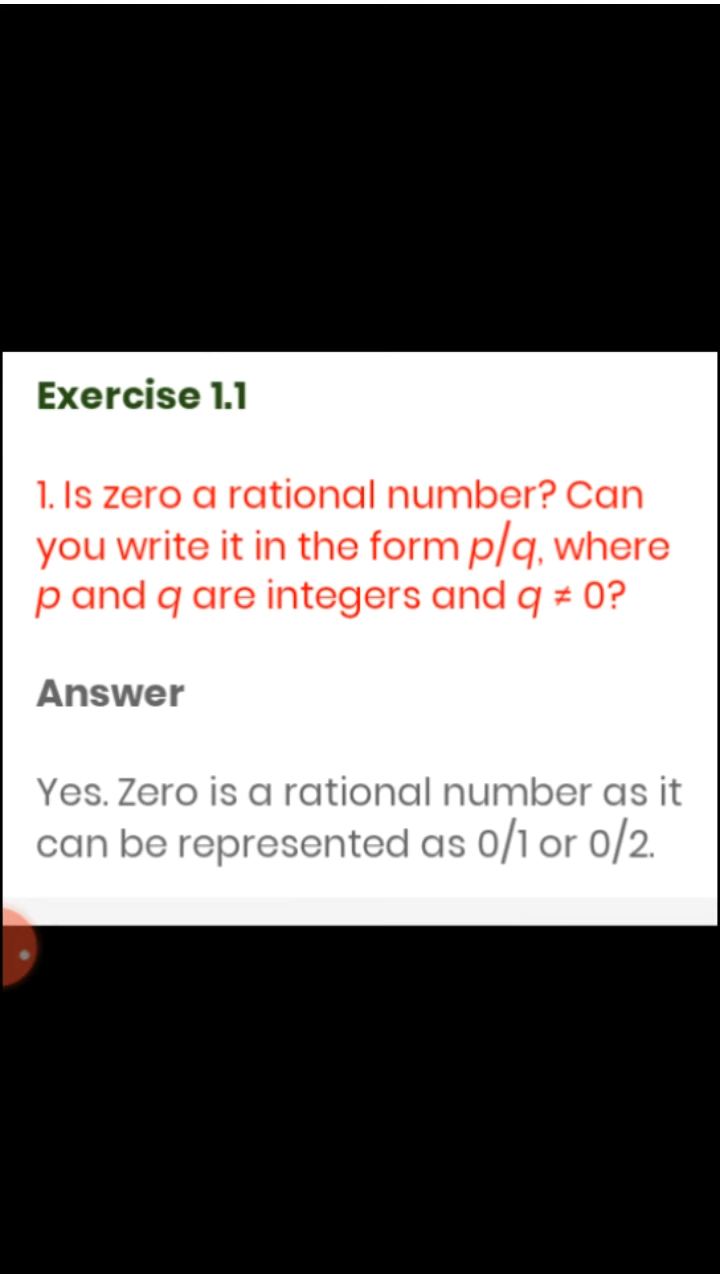 Exercise 1.1
1. Is zero a rational number? Can
you write it in the form p/q, where
p and q are integers and q ≠ 0?
Answer
Yes. Zero is a rational number as it
can be represented as 0/1 or 0/2.